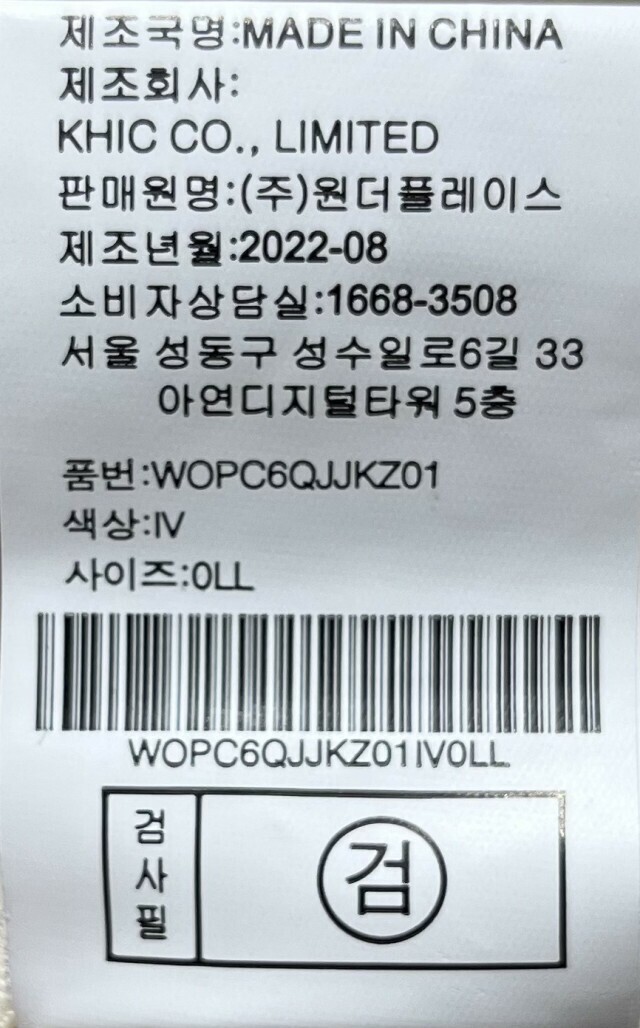 제조국명:MADE IN CHINA
제조회사:
KHIC CO., LIMITED
판매원명:(주)원더플레이스
제조년월:2022-08
소비자상담실:1668-3508
서울 성동구 성수일로6길 33
아연디지털타워 5층
품번:WOPC6QJJKZ01
색상:IV
사이즈:0LL
WOPC6QJJKZ01IV0LL
검사필
검